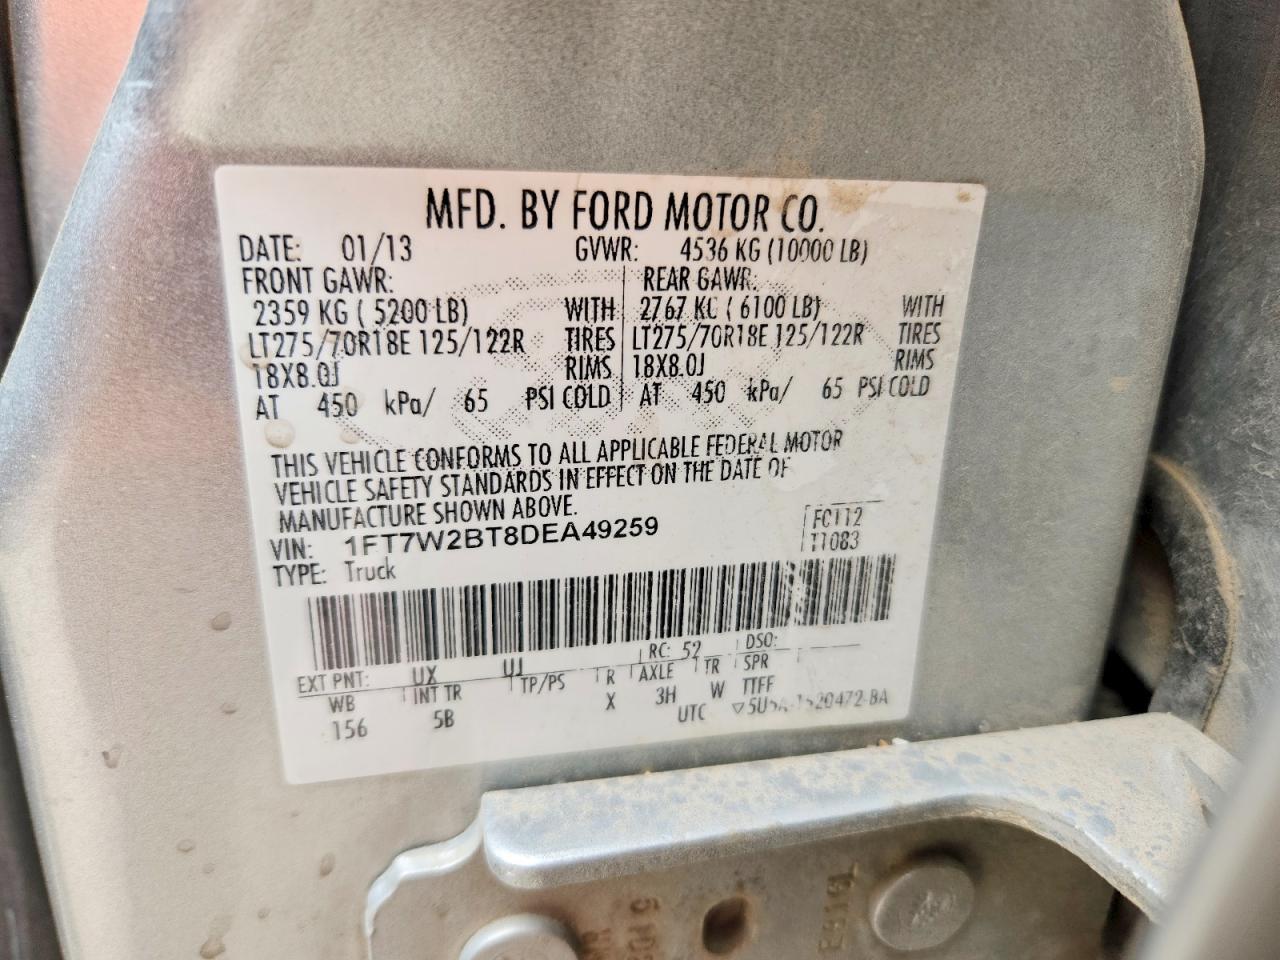 MFD. BY FORD MOTOR CO.
DATE: 01/13 GVWR: 4536 KG (10000 LB)
FRONT GAWR: REAR GAWR:
2359 KG ( 5200 LB) WITH 2767 KG ( 6100 LB) WITH
LT275/70R18E 125/122R TIRES LT275/70R18E 125/122R TIRES
18X8.0J RIMS 18X8.0J RIMS
AT 450 kPa/ 65 PSI COLD AT 450 kPa/ 65 PSI COLD
THIS VEHICLE CONFORMS TO ALL APPLICABLE FEDERAL MOTOR
VEHICLE SAFETY STANDARDS IN EFFECT ON THE DATE OF
MANUFACTURE SHOWN ABOVE.
VIN: 1FT7W2BT8DEA49259 FC112
TYPE: Truck T1083
EXT PNT: UX UJ RC: 52 DSO:
WB INT TR TP/PS R AXLE TR SPR
156 5B X 3H W TTFF
UTC